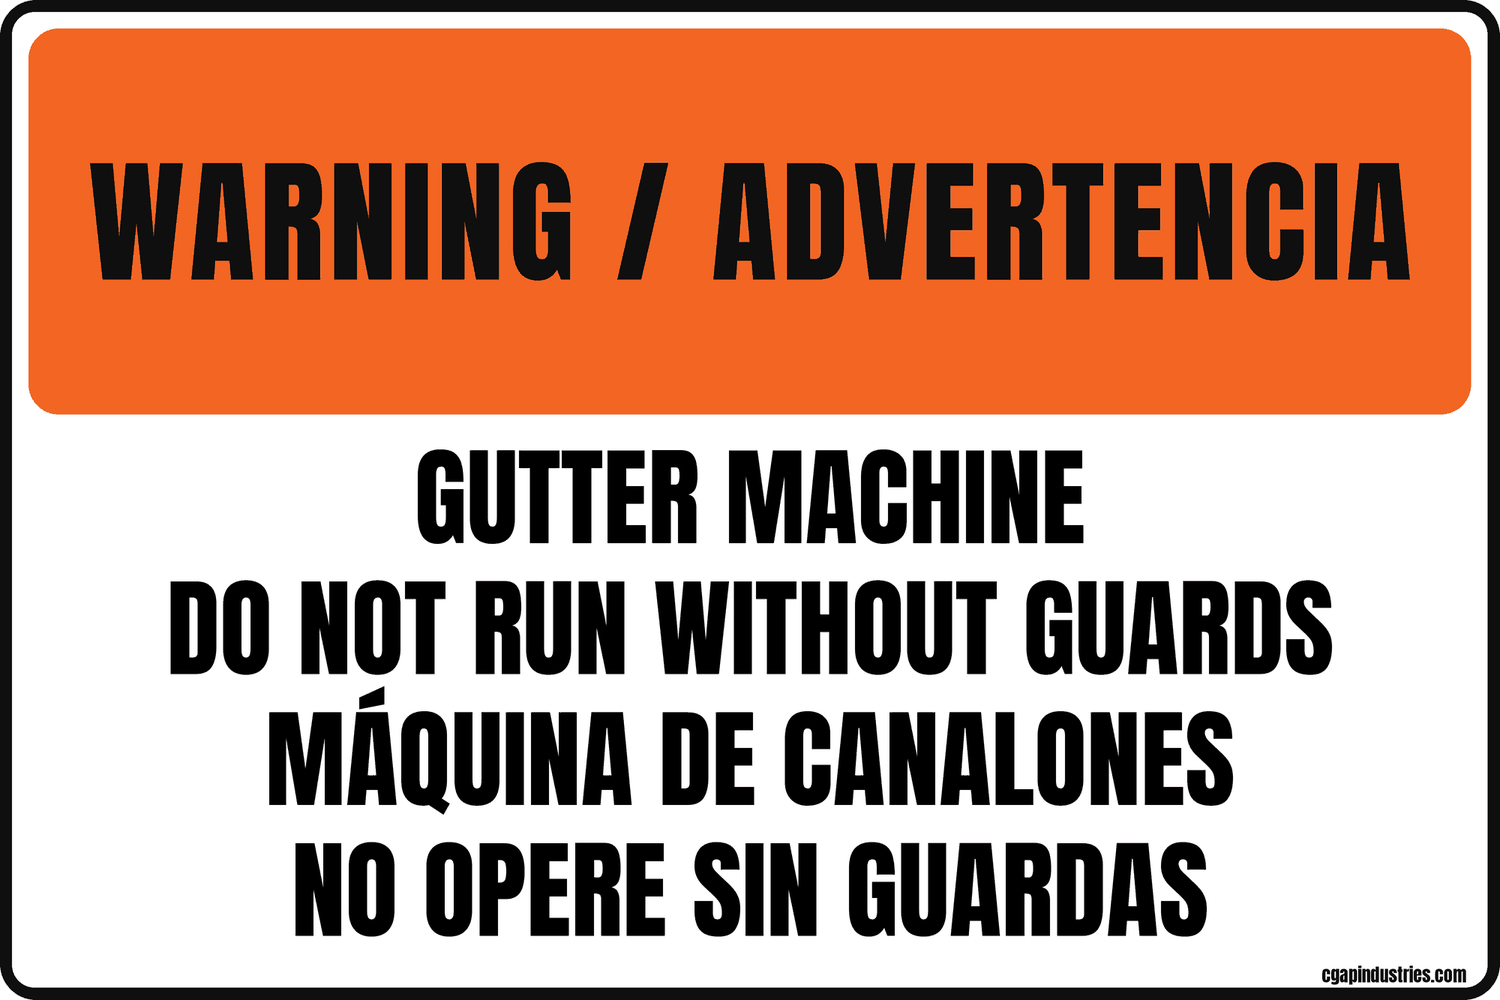 WARNING / ADVERTENCIA
GUTTER MACHINE
DO NOT RUN WITHOUT GUARDS
MÁQUINA DE CANALONES
NO OPERE SIN GUARDAS
cgapindustries.com